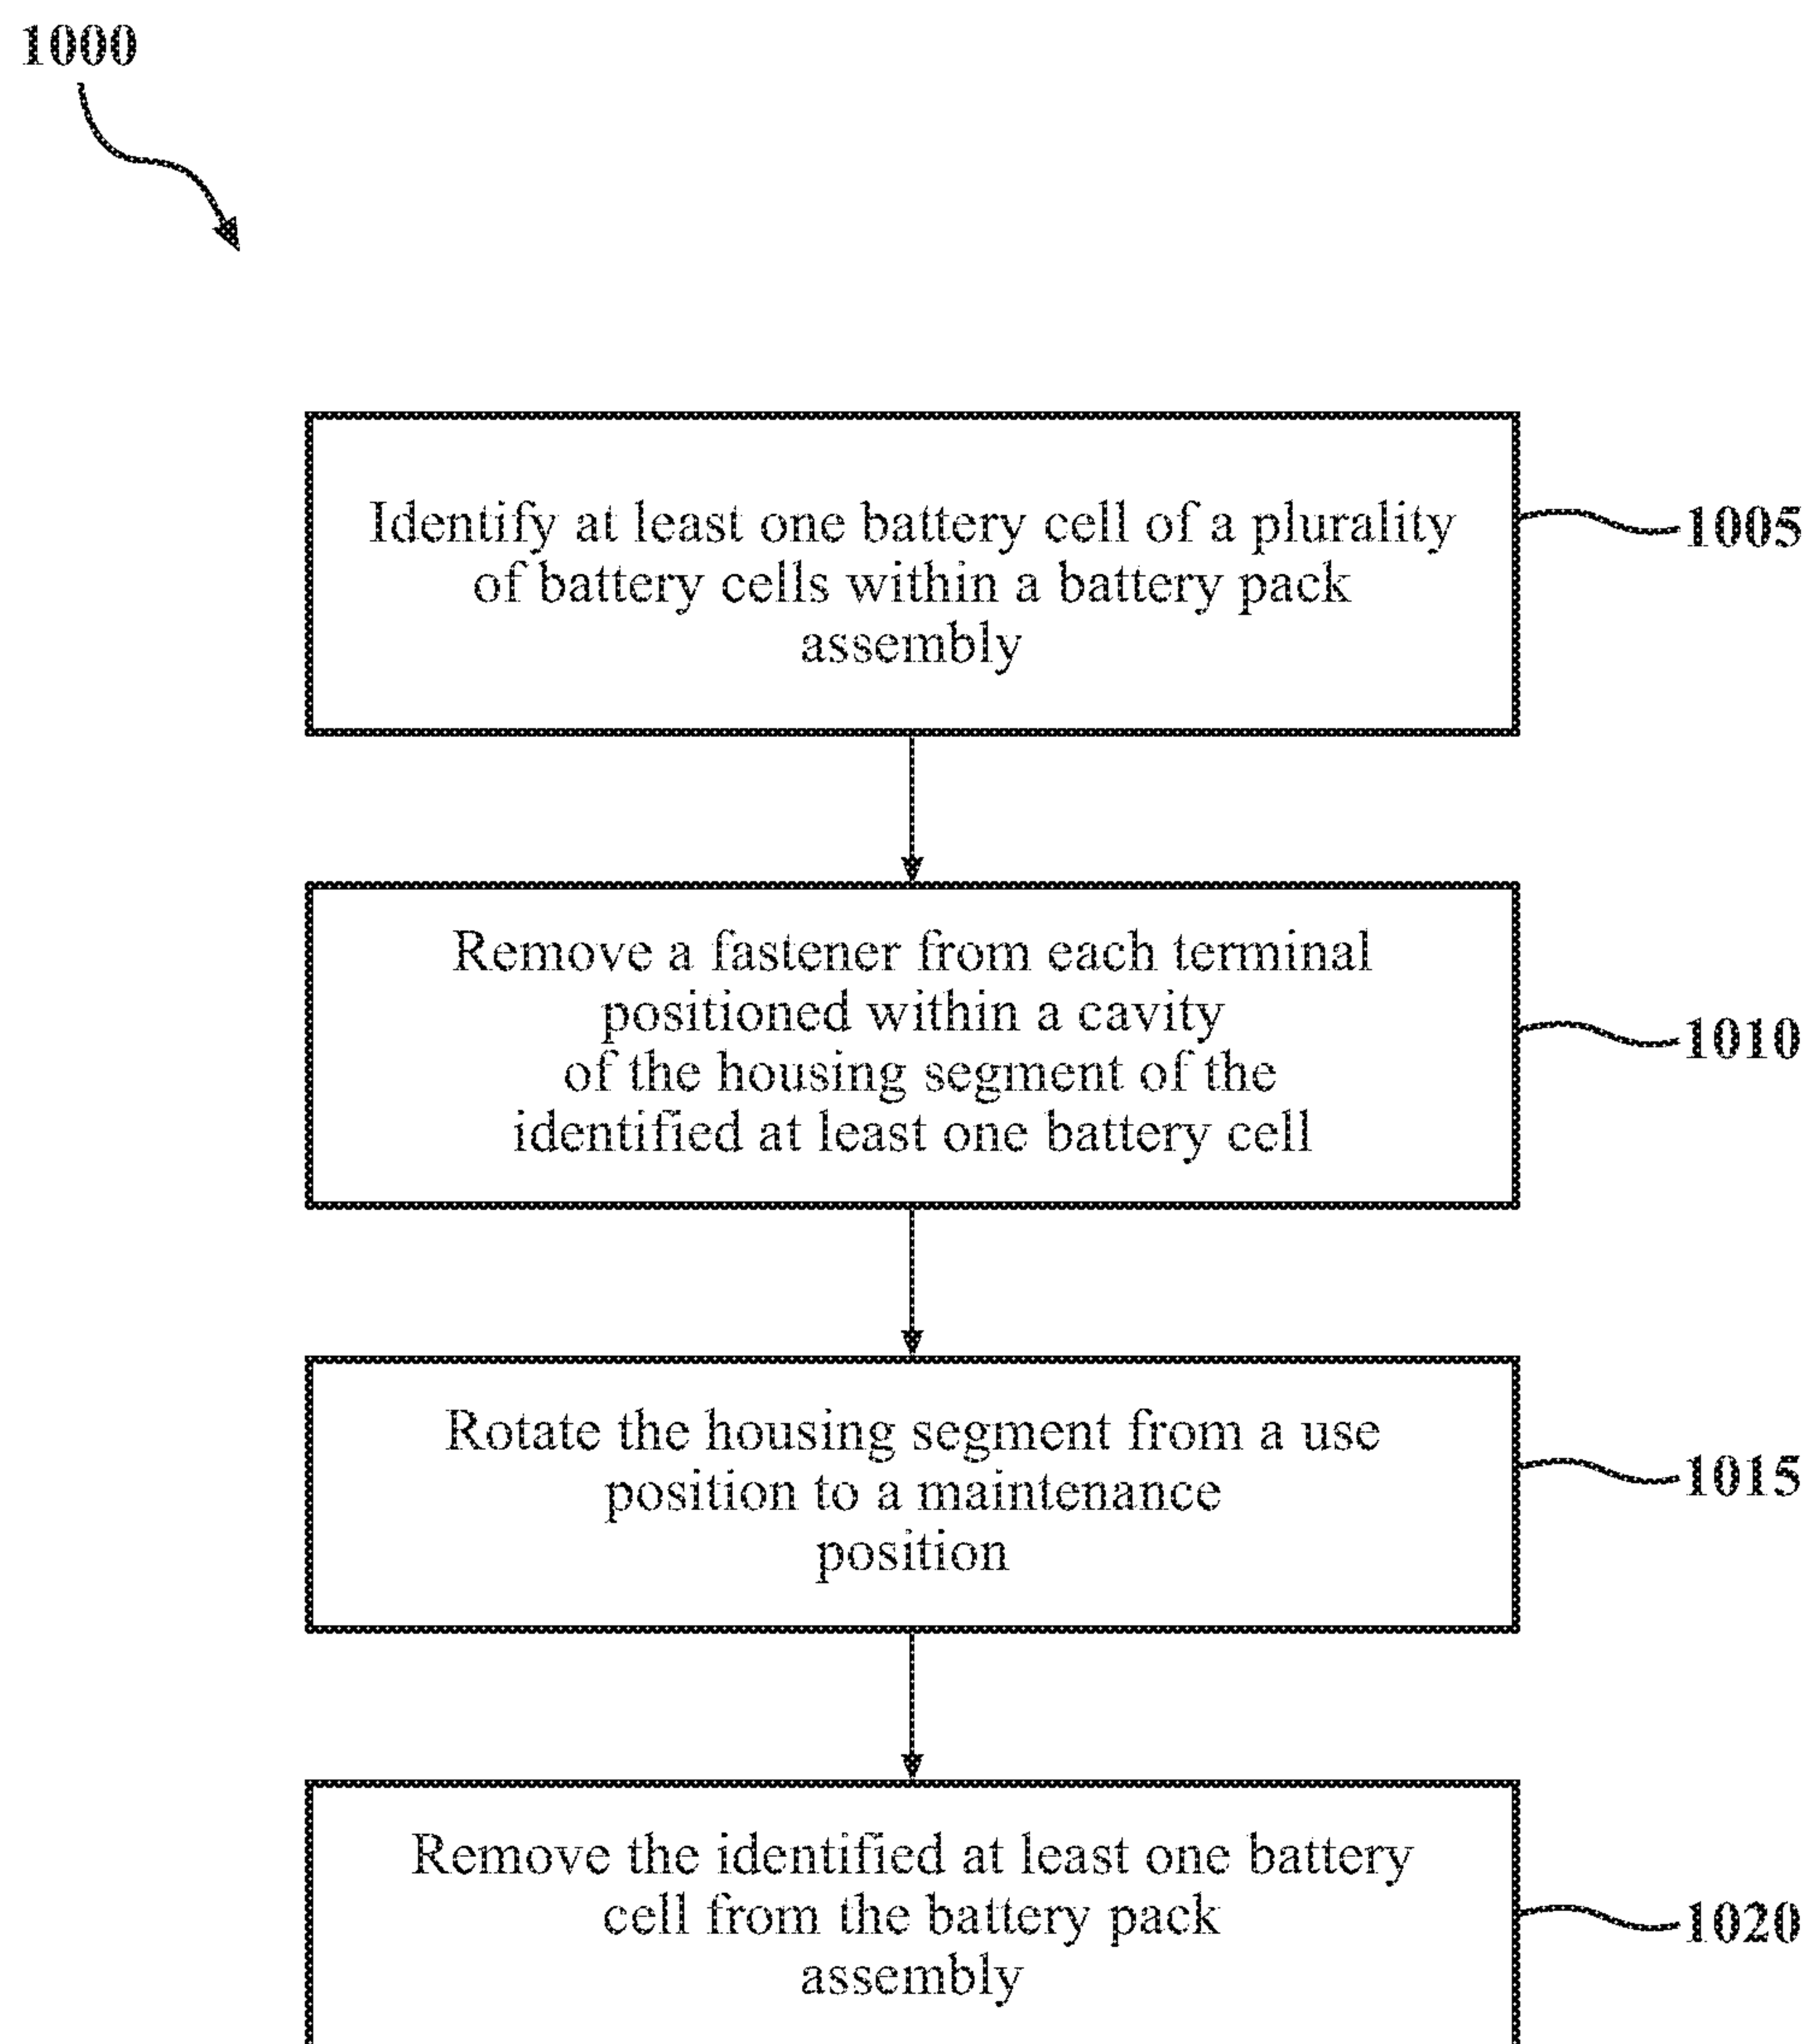 1000
Identify at least one battery cell of a plurality
of battery cells within a battery pack
assembly
1005
Remove a fastener from each terminal
positioned within a cavity
of the housing segment of the
identified at least one battery cell
1010
Rotate the housing segment from a use
position to a maintenance
position
1015
Remove the identified at least one battery
cell from the battery pack
assembly
1020